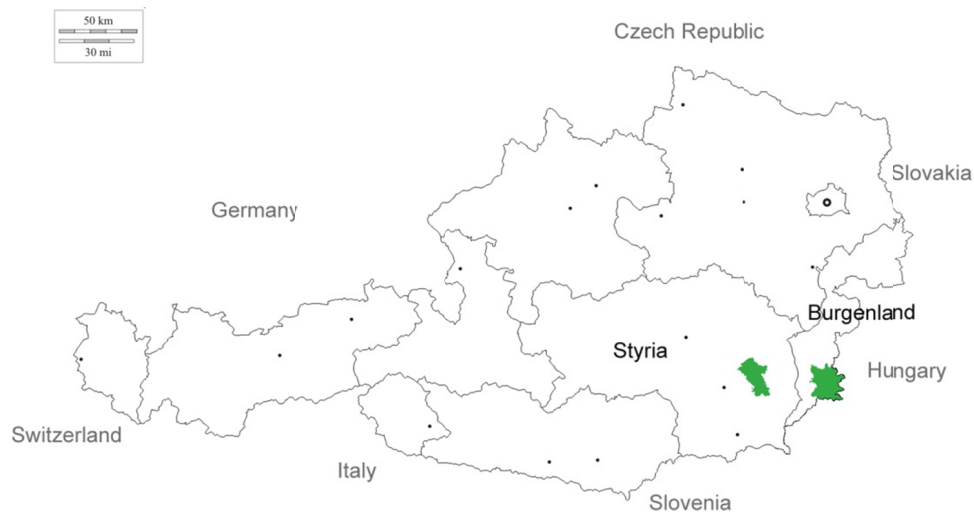 50 km
30 mi
Czech Republic
Slovakia
Germany
Burgenland
Styria
Hungary
Switzerland
Italy
Slovenia